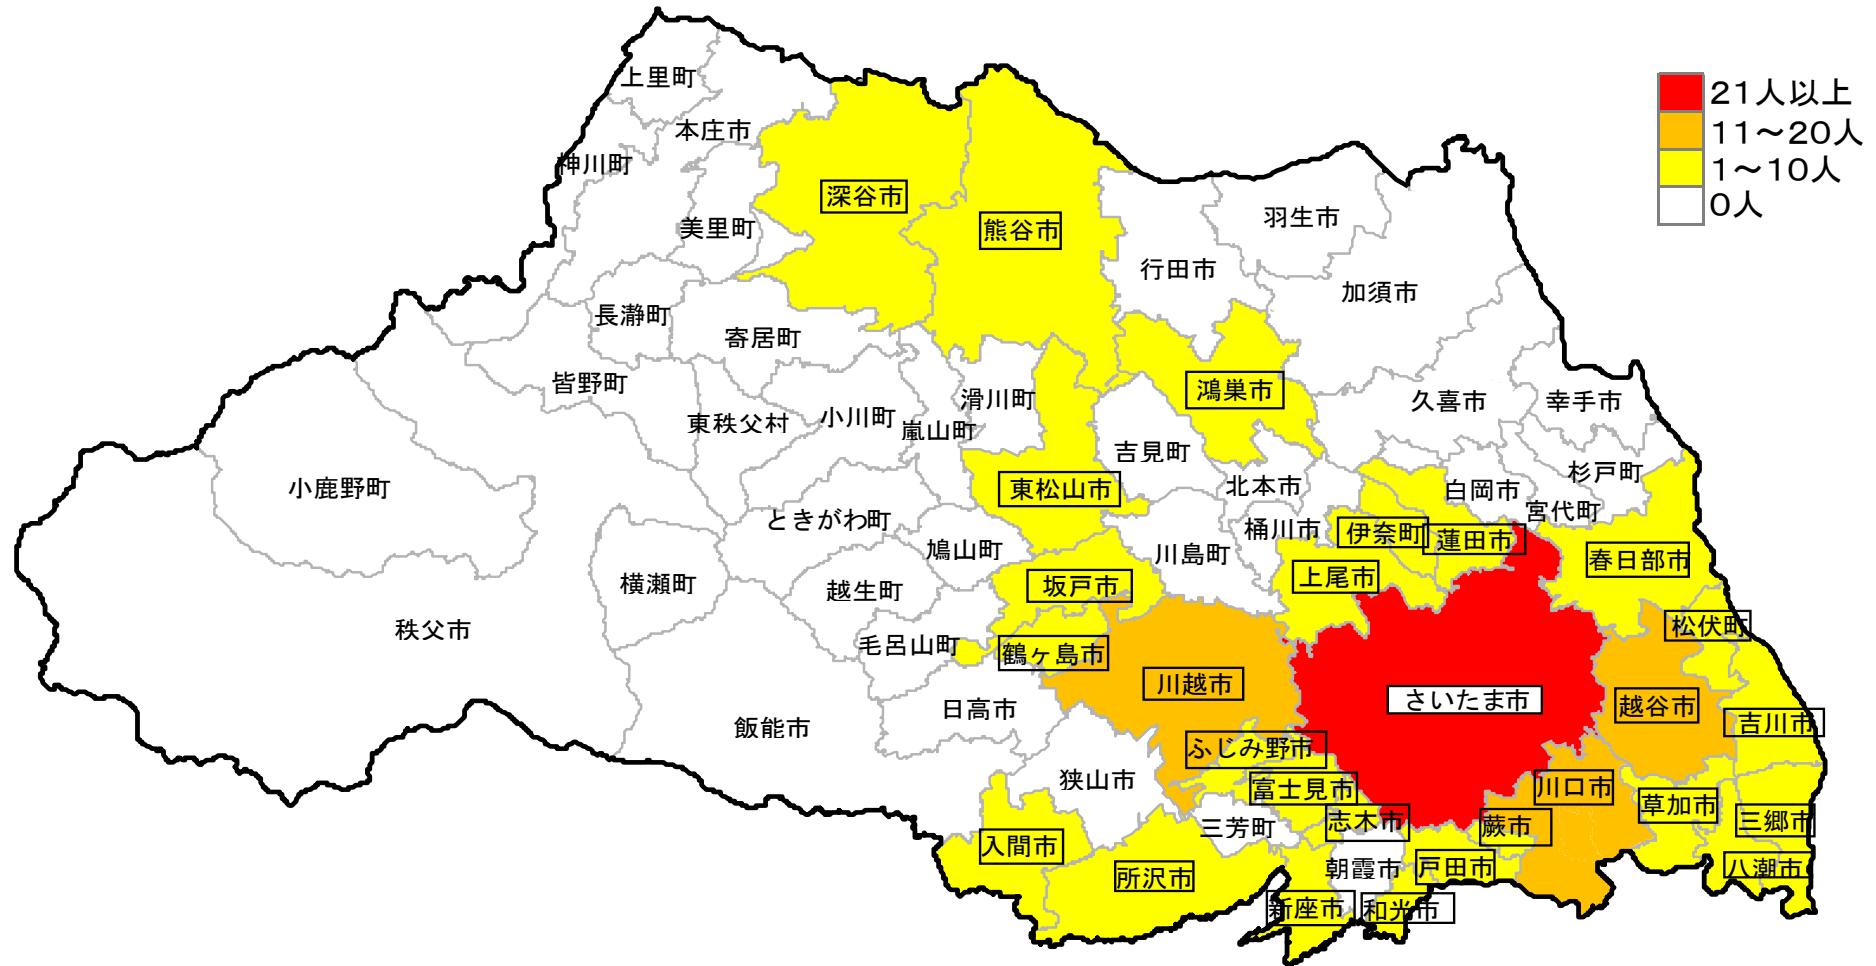 21人以上
11～20人
1～10人
0人
上里町
本庄市
神川町
深谷市
美里町
熊谷市
羽生市
行田市
加須市
長瀞町
寄居町
皆野町
滑川町
鴻巣市
久喜市
幸手市
東秩父村
小川町
嵐山町
吉見町
小鹿野町
東松山市
北本市
白岡市
杉戸町
宮代町
ときがわ町
鳩山町
川島町
桶川市
伊奈町
蓮田市
春日部市
横瀬町
越生町
坂戸市
上尾市
秩父市
毛呂山町
鶴ヶ島市
松伏町
川越市
さいたま市
越谷市
日高市
飯能市
吉川市
ふじみ野市
狭山市
富士見市
川口市
草加市
三郷市
三芳町
志木市
蕨市
入間市
所沢市
朝霞市
戸田市
八潮市
新座市
和光市